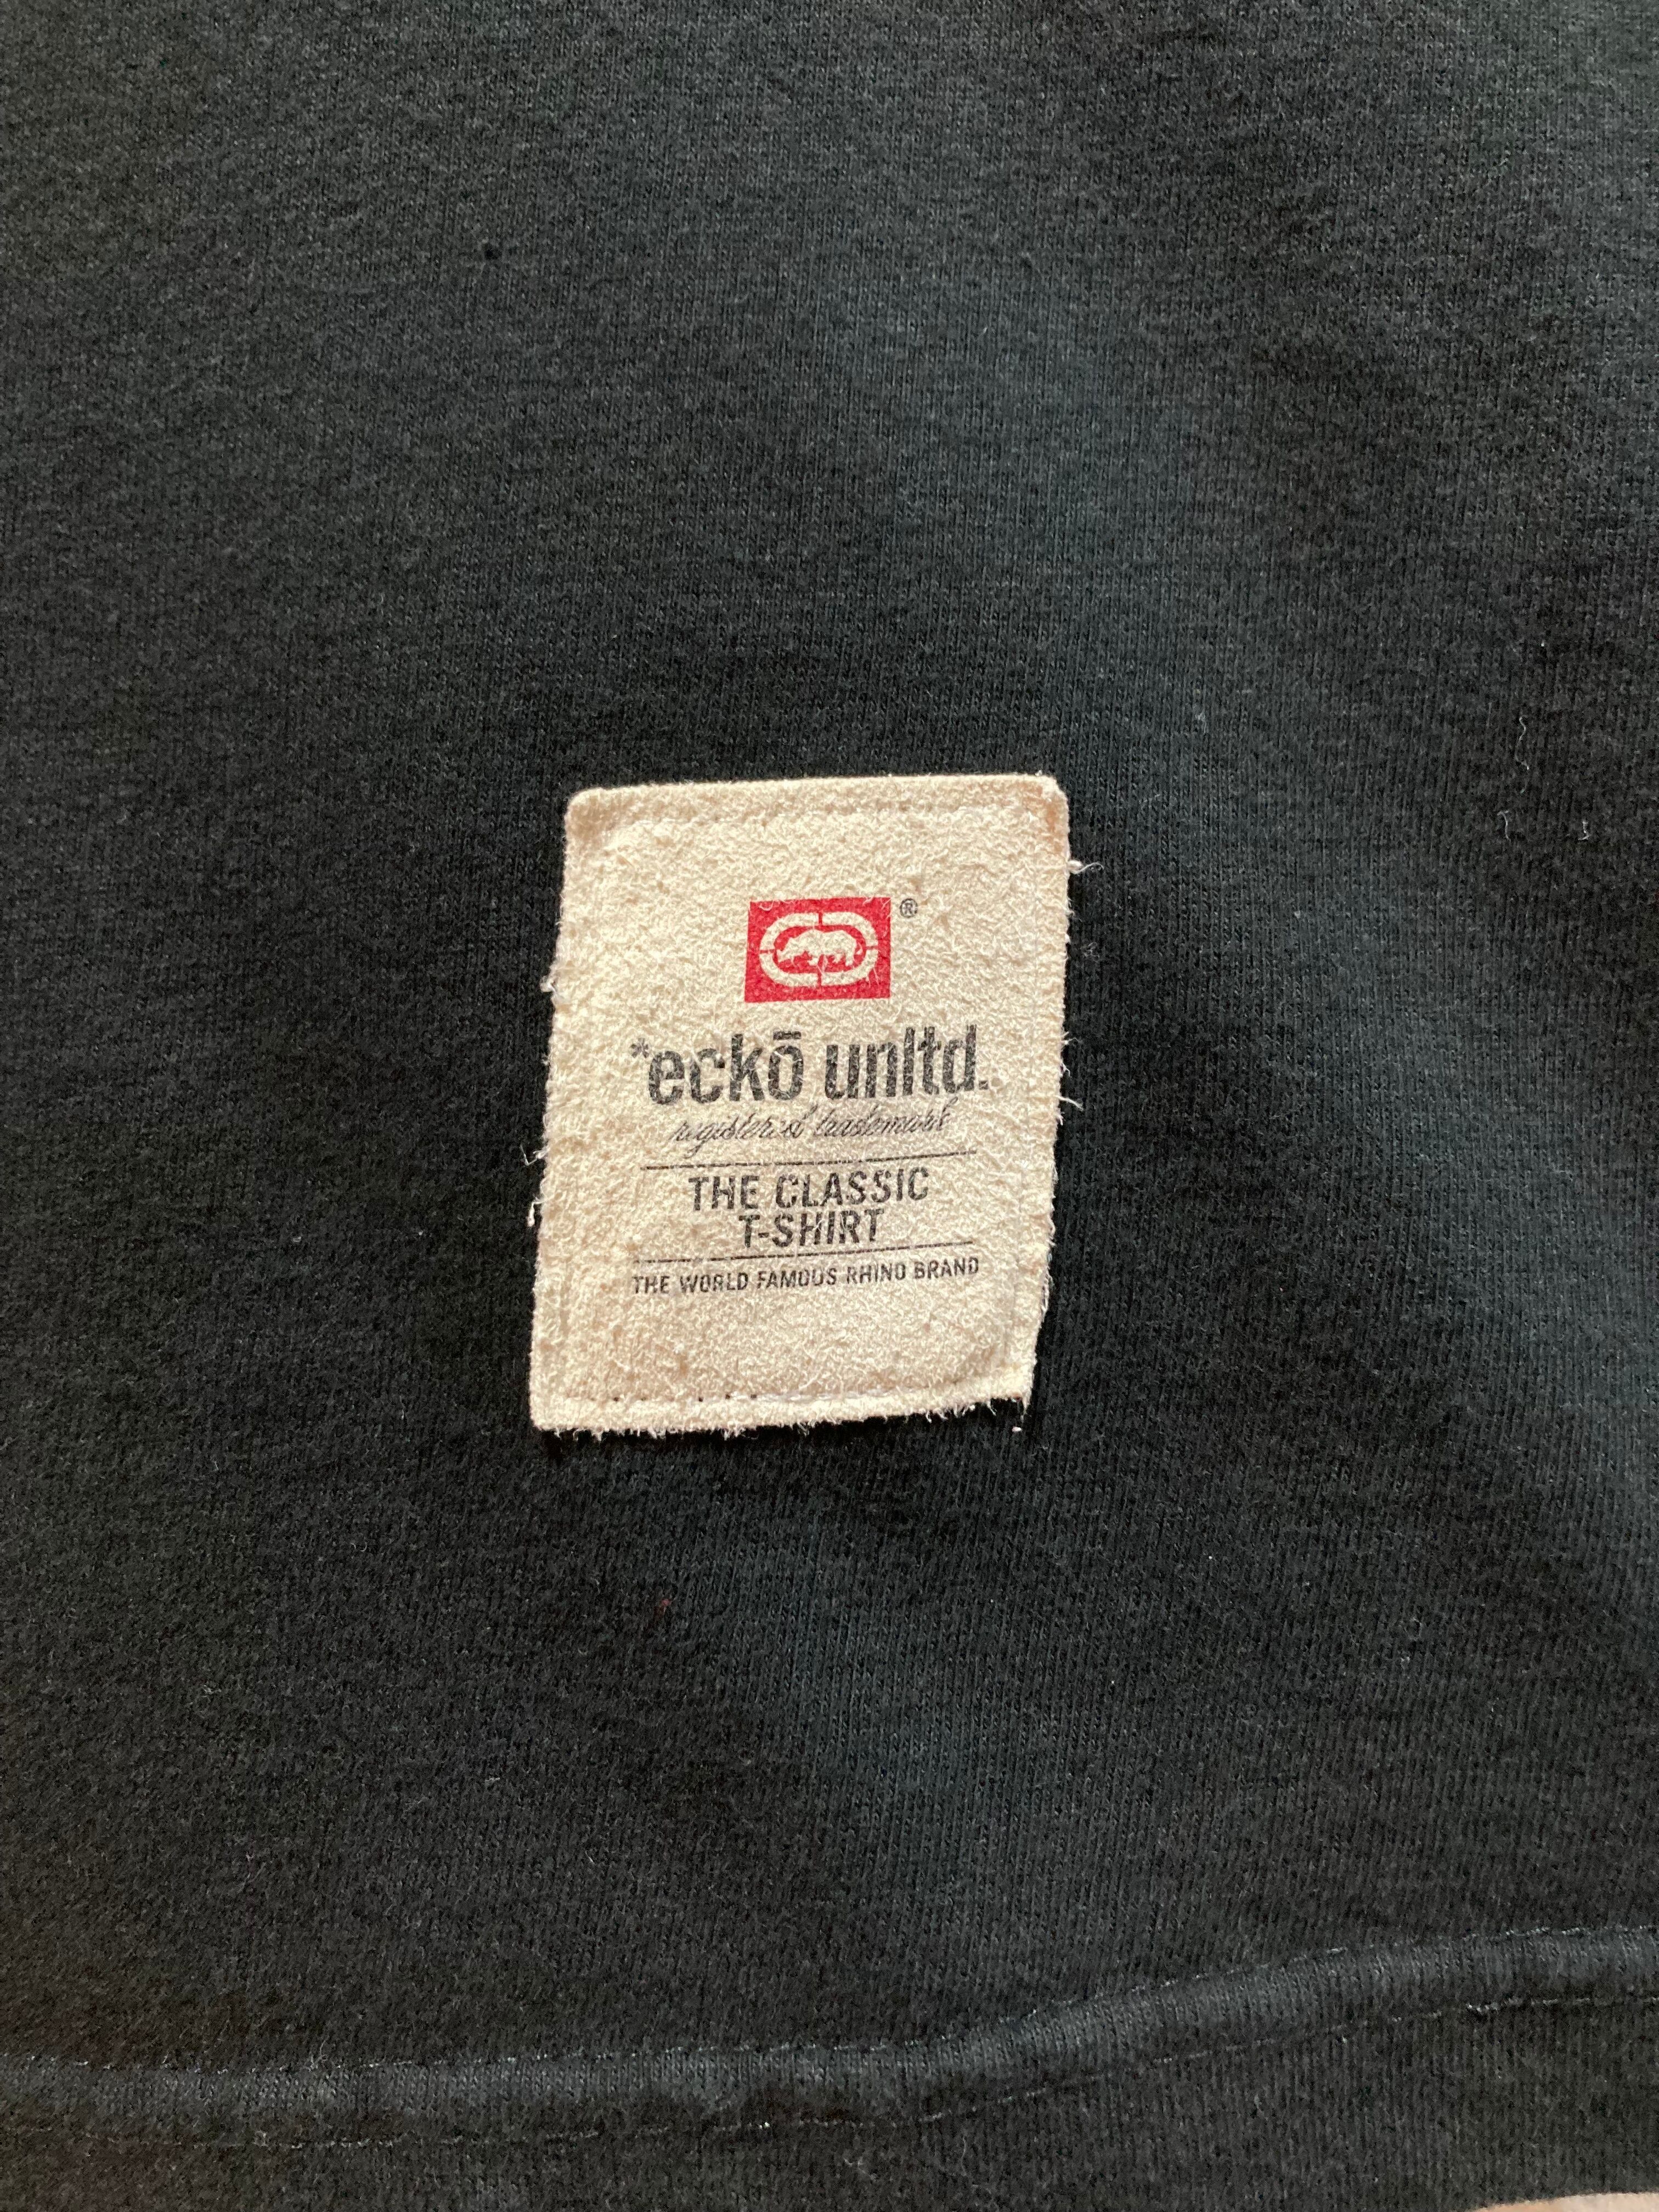 ®
*eckō unltd.
registered trademark
THE CLASSIC
T-SHIRT
THE WORLD FAMOUS RHINO BRAND